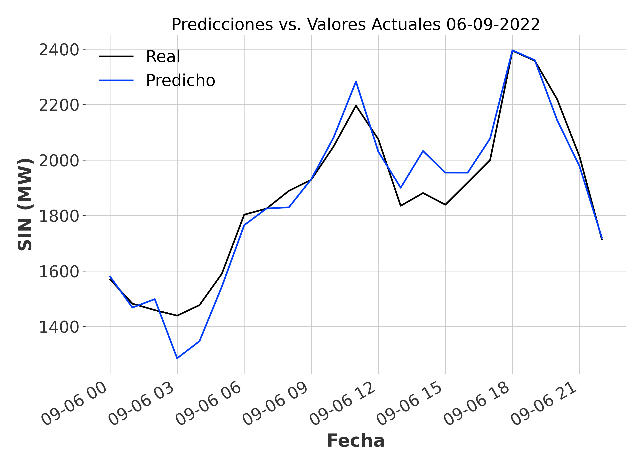 Predicciones vs. Valores Actuales 06-09-2022
Real
Predicho
SIN (MW)
2400
2200
2000
1800
1600
1400
09-06 00
09-06 03
09-06 06
09-06 09
09-06 12
09-06 15
09-06 18
09-06 21
Fecha